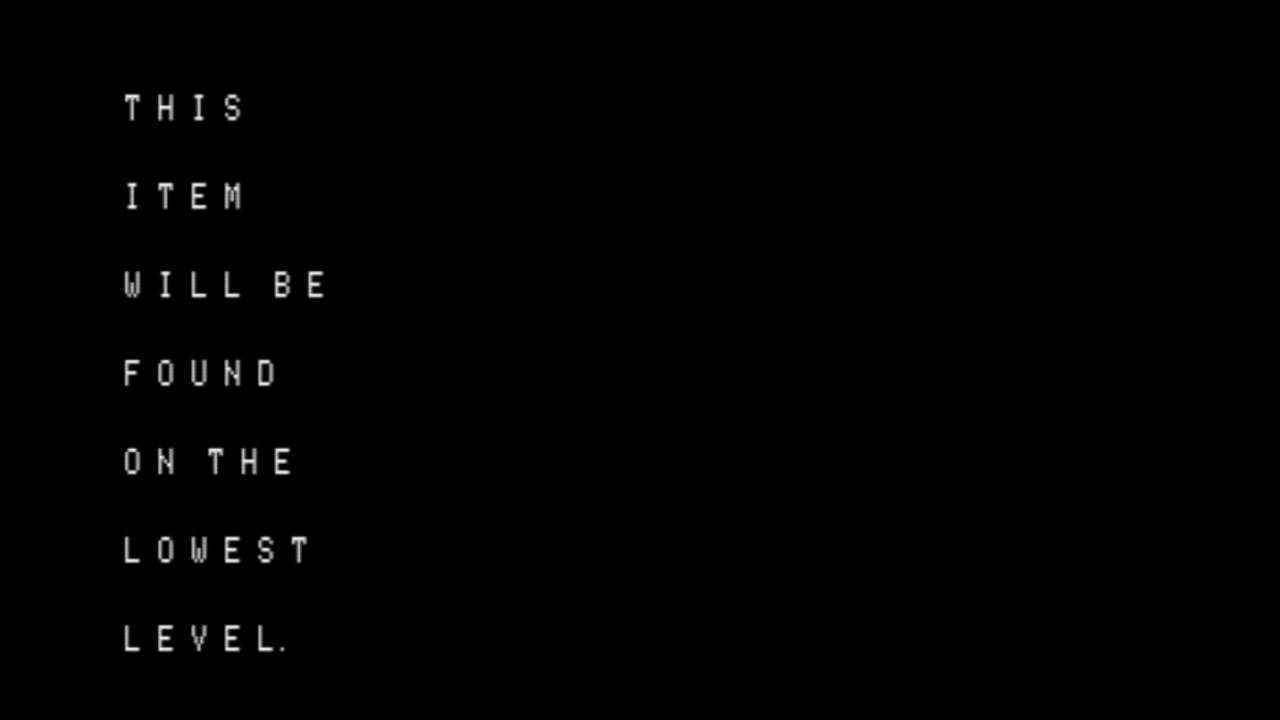 THIS
ITEM
WILL BE
FOUND
ON THE
LOWEST
LEVEL.